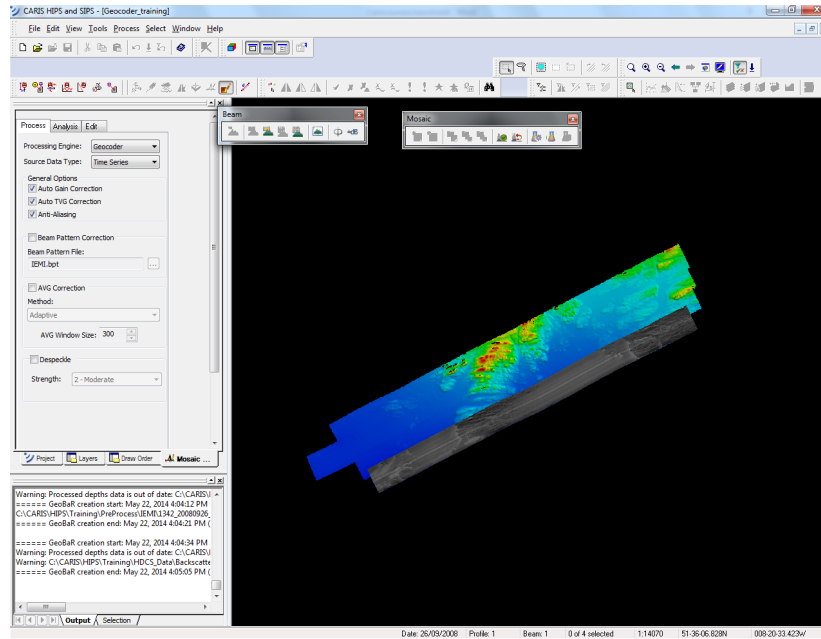 CARIS HIPS and SIPS - [Geocoder_training]
File Edit View Tools Process Select Window Help
Beam
Mosaic
Process Analysis Edit
Processing Engine: Geocoder
Source Data Type: Time Series
General Options
Auto Gain Correction
Auto TVG Correction
Anti-Aliasing
Beam Pattern Correction
Beam Pattern File:
IEMI.bpt
...
AVG Correction
Method:
Adaptive
AVG Window Size: 300
Despeckle
Strength: 2 - Moderate
Project Layers Draw Order Mosaic ...
Warning: Processed depths data is out of date: C:\CARIS\
====== GeoBaR creation start: May 22, 2014 4:04:12 PM
C:\CARIS\HIPS\Training\PreProcess\IEMI\1342_20080926_
====== GeoBaR creation end: May 22, 2014 4:04:21 PM (
====== GeoBaR creation start: May 22, 2014 4:04:34 PM
Warning: Processed depths data is out of date: C:\CARIS\
Warning: C:\CARIS\HIPS\Training\HDCS_Data\Backscatte
====== GeoBaR creation end: May 22, 2014 4:05:05 PM (
Output Selection
Date: 26/09/2008 Profile: 1 Beam: 1 0 of 4 selected 1:14070 51-36-06.828N 008-20-33.423W